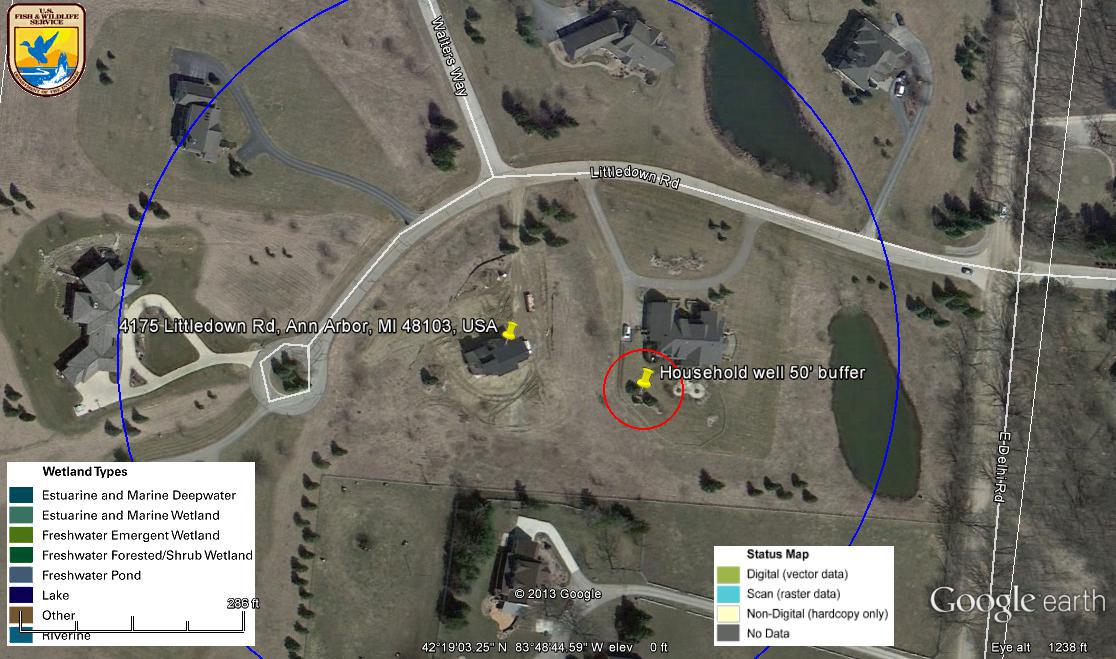 U.S.
FISH & WILDLIFE
SERVICE
Walters Way
Littledown Rd
4175 Littledown Rd, Ann Arbor, MI 48103, USA
Household well 50' buffer
E Delhi Rd
Wetland Types
Estuarine and Marine Deepwater
Estuarine and Marine Wetland
Freshwater Emergent Wetland
Freshwater Forested/Shrub Wetland
Freshwater Pond
Lake
Other
Riverine
286 ft
Status Map
Digital (vector data)
Scan (raster data)
Non-Digital (hardcopy only)
No Data
© 2013 Google
Google earth
42°19'03.25" N 83°48'44.59" W elev 0 ft
Eye alt 1238 ft